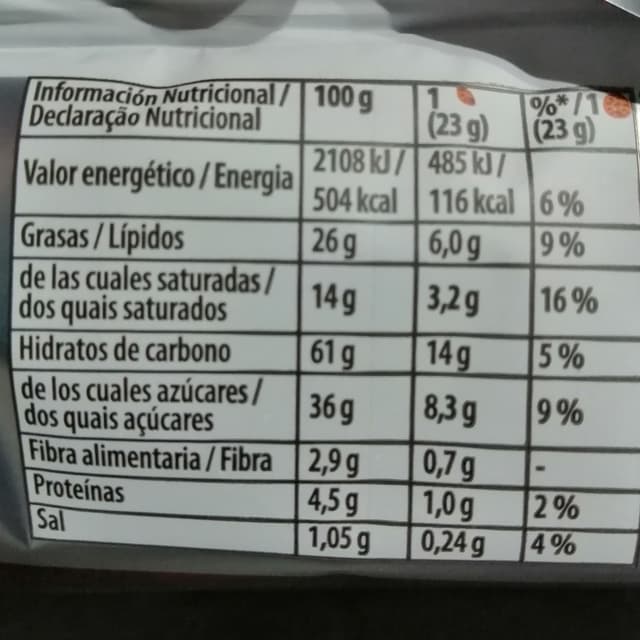 Información Nutricional / 100 g 1 %* / 1
Declaração Nutricional (23 g) (23 g)
Valor energético / Energia 2108 kJ / 485 kJ /
504 kcal 116 kcal 6 %
Grasas / Lípidos 26 g 6,0 g 9 %
de las cuales saturadas /
dos quais saturados 14 g 3,2 g 16 %
Hidratos de carbono 61 g 14 g 5 %
de los cuales azúcares /
dos quais açúcares 36 g 8,3 g 9 %
Fibra alimentaria / Fibra 2,9 g 0,7 g -
Proteínas 4,5 g 1,0 g 2 %
Sal 1,05 g 0,24 g 4 %